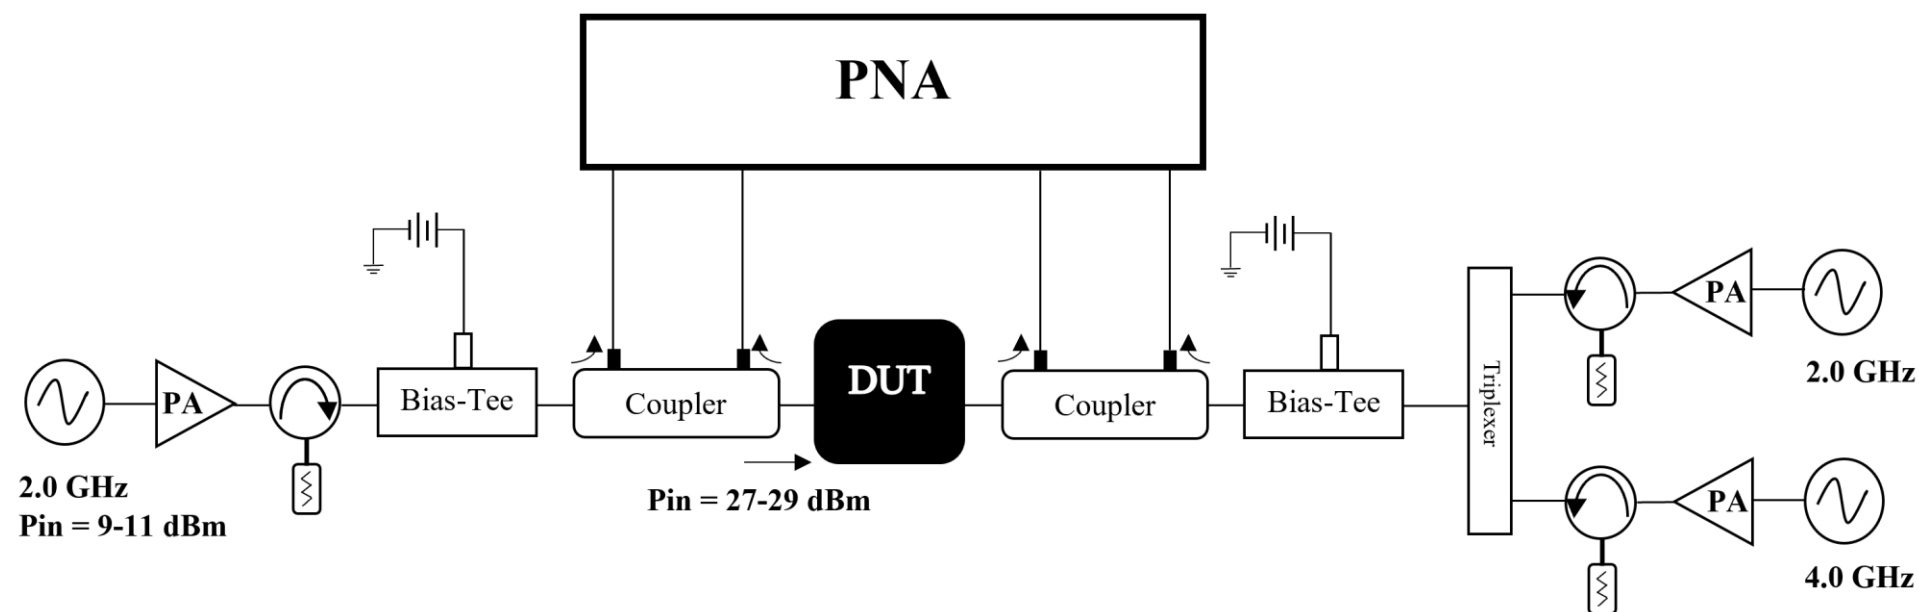 PNA
PA
2.0 GHz
Pin = 9-11 dBm
Bias-Tee
Coupler
DUT
Pin = 27-29 dBm
Coupler
Bias-Tee
Triplexer
PA
2.0 GHz
PA
4.0 GHz